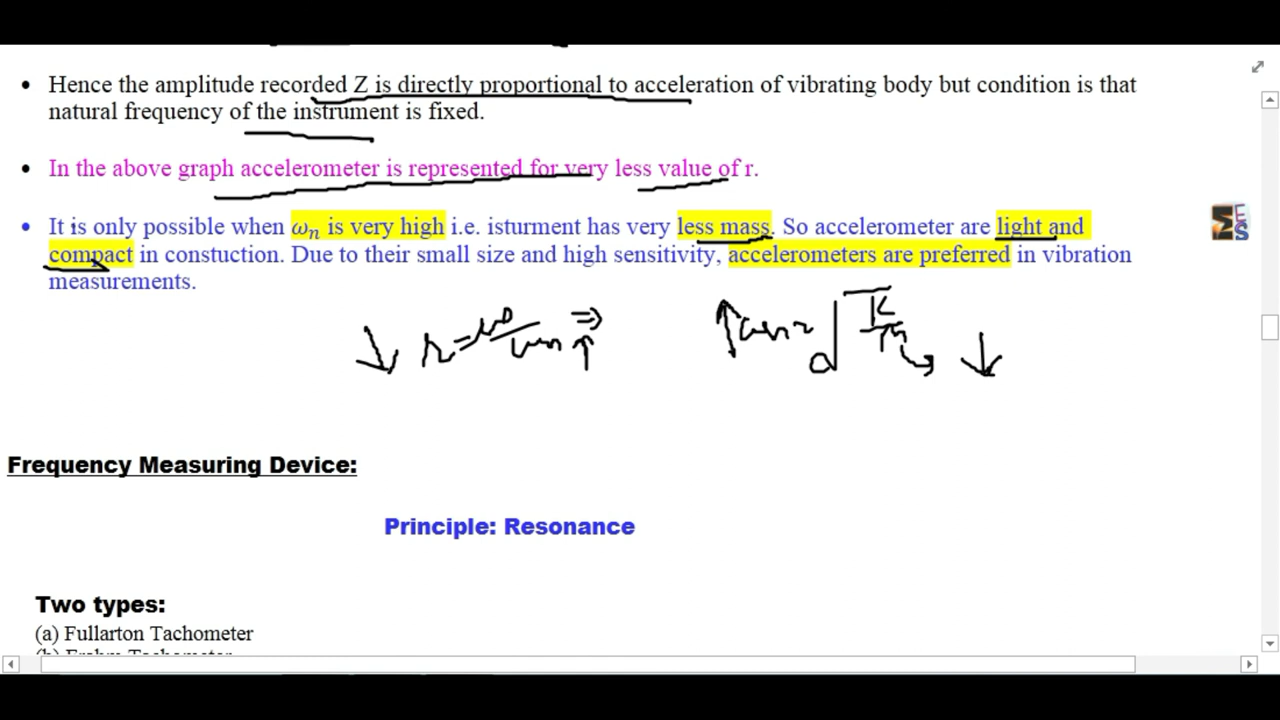 • Hence the amplitude recorded Z is directly proportional to acceleration of vibrating body but condition is that
natural frequency of the instrument is fixed.
• In the above graph accelerometer is represented for very less value of r.
• It is only possible when ωn is very high i.e. isturment has very less mass. So accelerometer are light and
compact in constuction. Due to their small size and high sensitivity, accelerometers are preferred in vibration
measurements.
↓ r = ω/ωn ↑ ⇒
↑ ωn = √K/m → ↓
Frequency Measuring Device:
Principle: Resonance
Two types:
(a) Fullarton Tachometer